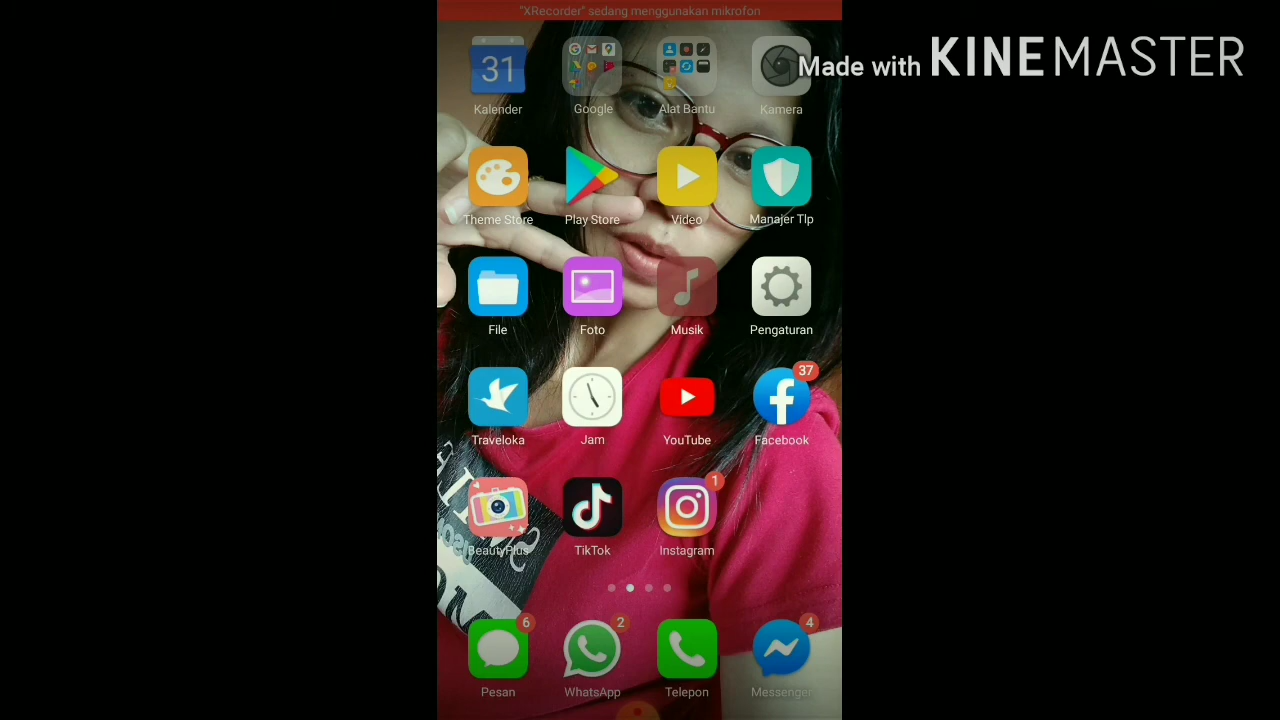 "XRecorder" sedang menggunakan mikrofon
Made with KINEMASTER
31
Kalender
Google
Alat Bantu
Kamera
Theme Store
Play Store
Video
Manajer Tlp
File
Foto
Musik
Pengaturan
37
Traveloka
Jam
YouTube
Facebook
1
BeautyPlus
TikTok
Instagram
6
2
4
Pesan
WhatsApp
Telepon
Messenger